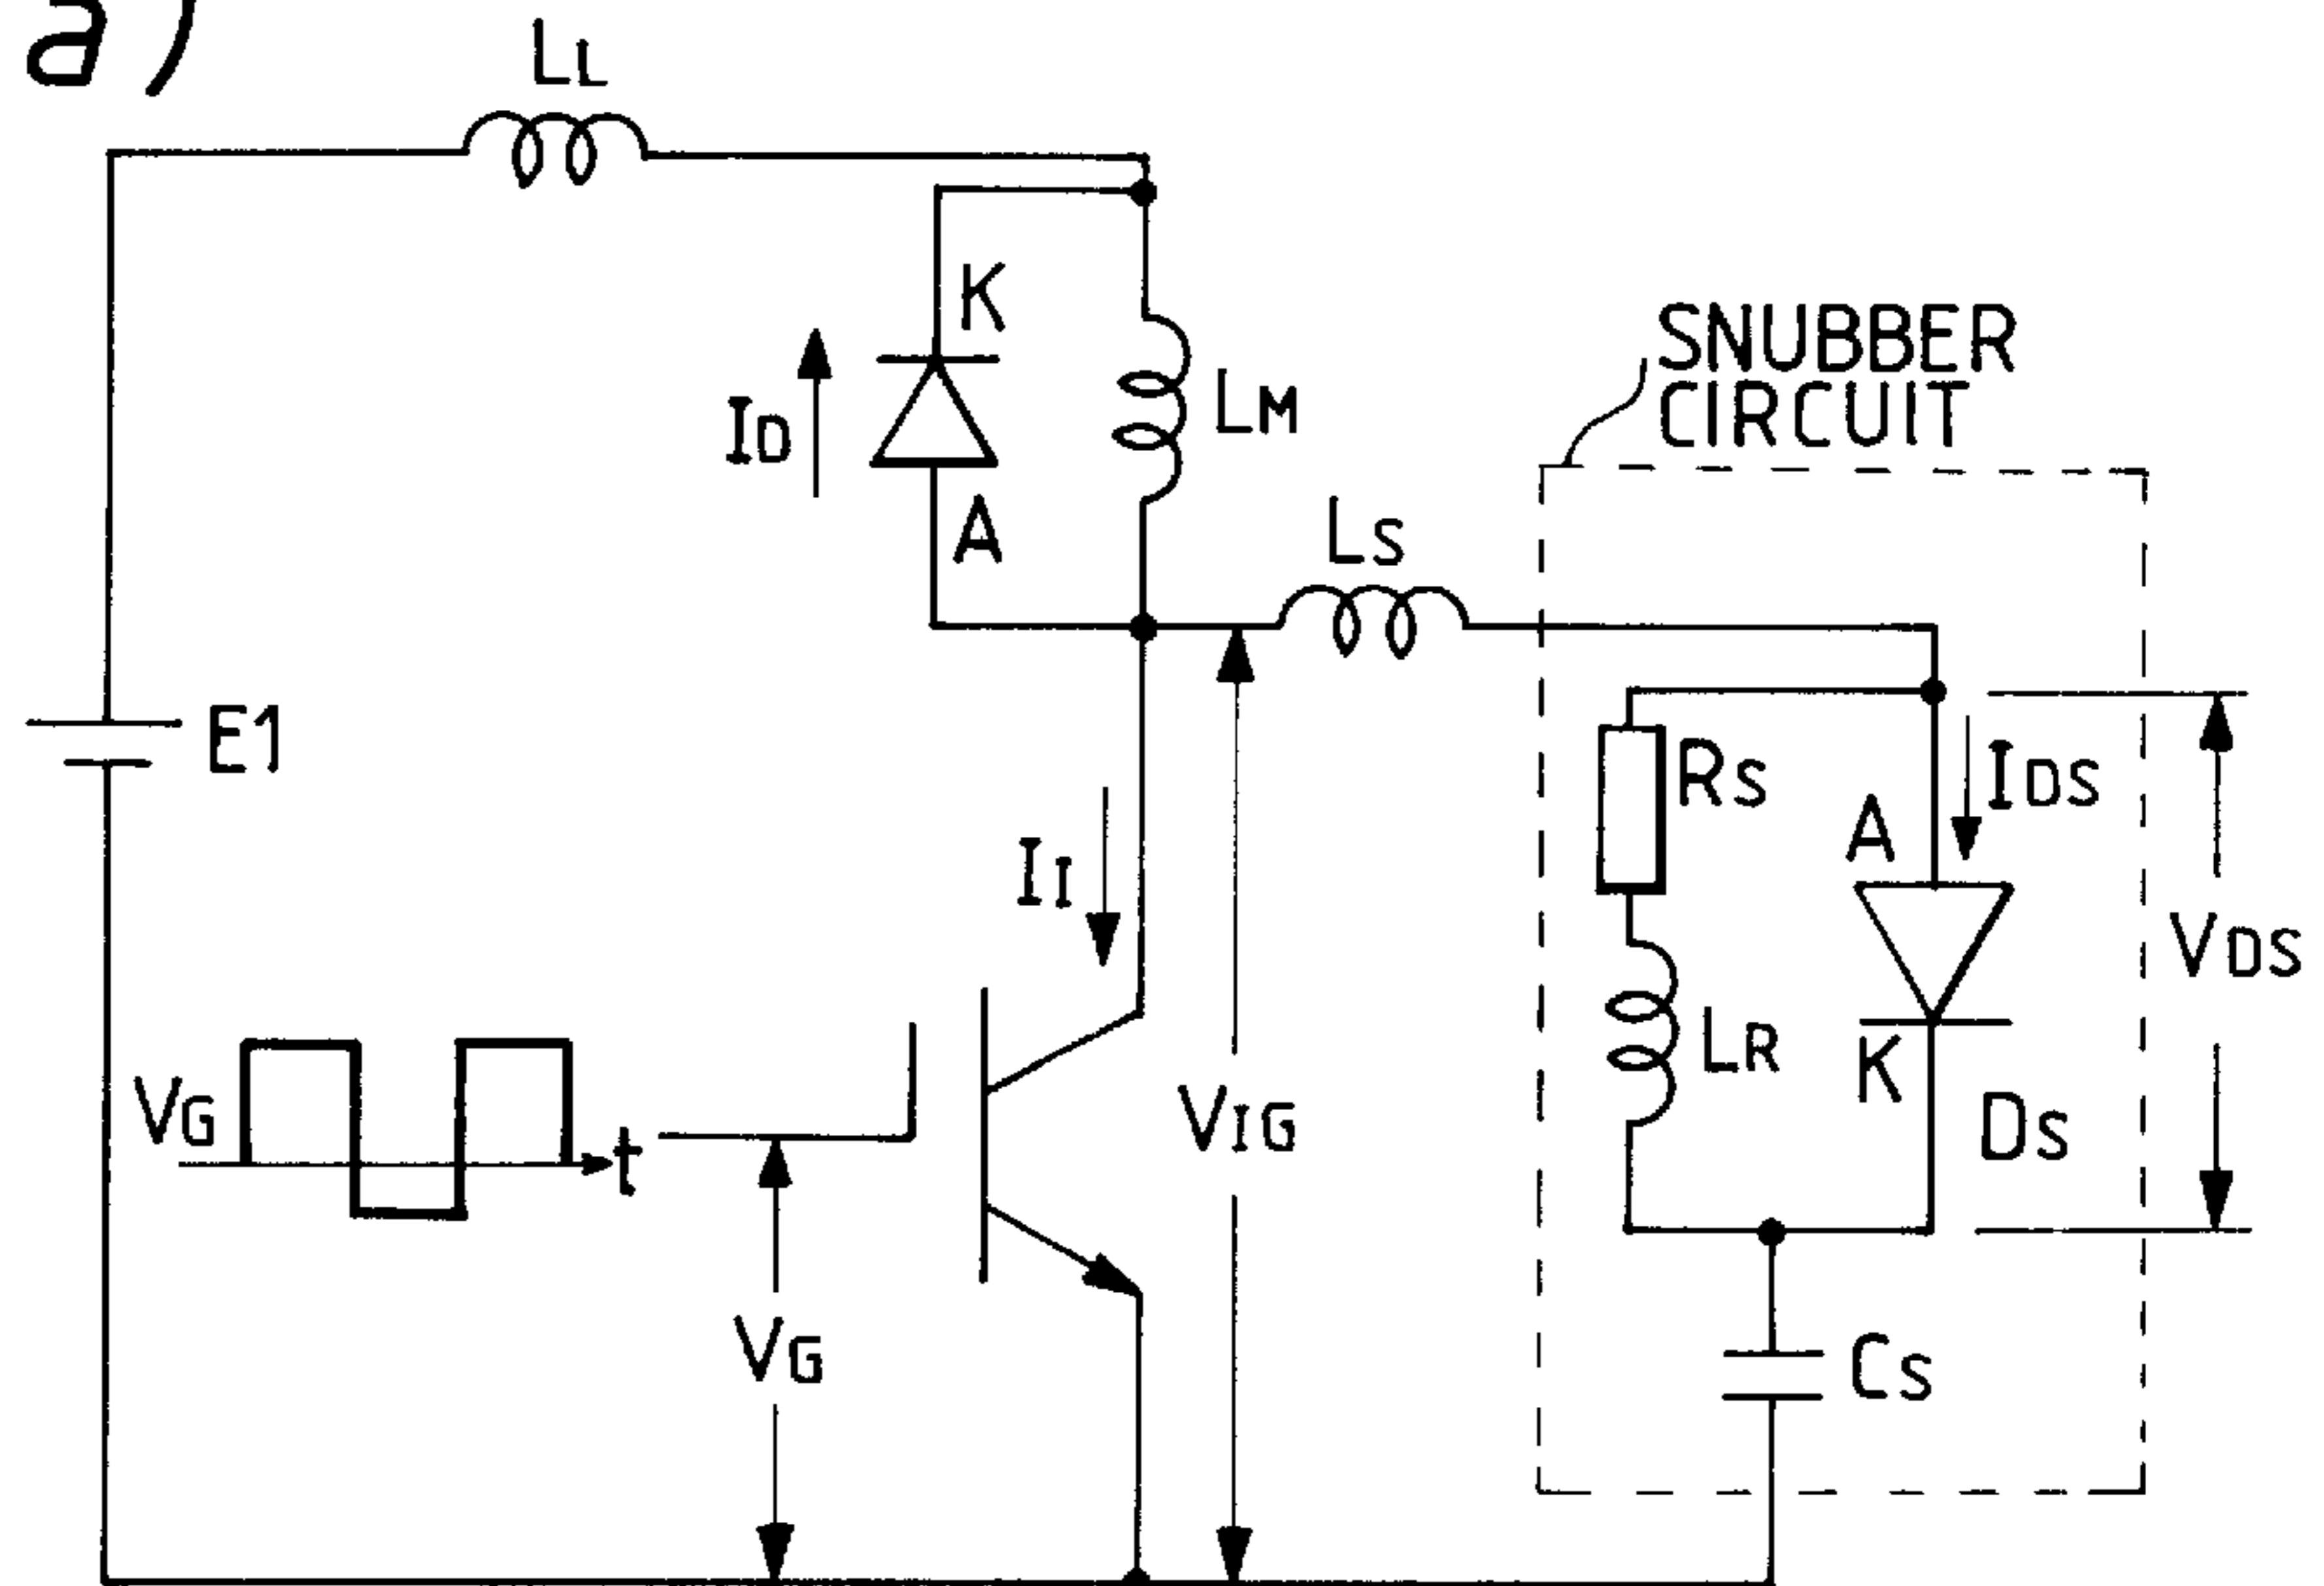 a)
LL
K
SNUBBER
CIRCUIT
ID
LM
A
LS
E1
RS
IDS
A
II
VDS
LR
K
VG
t
VIG
DS
VG
CS